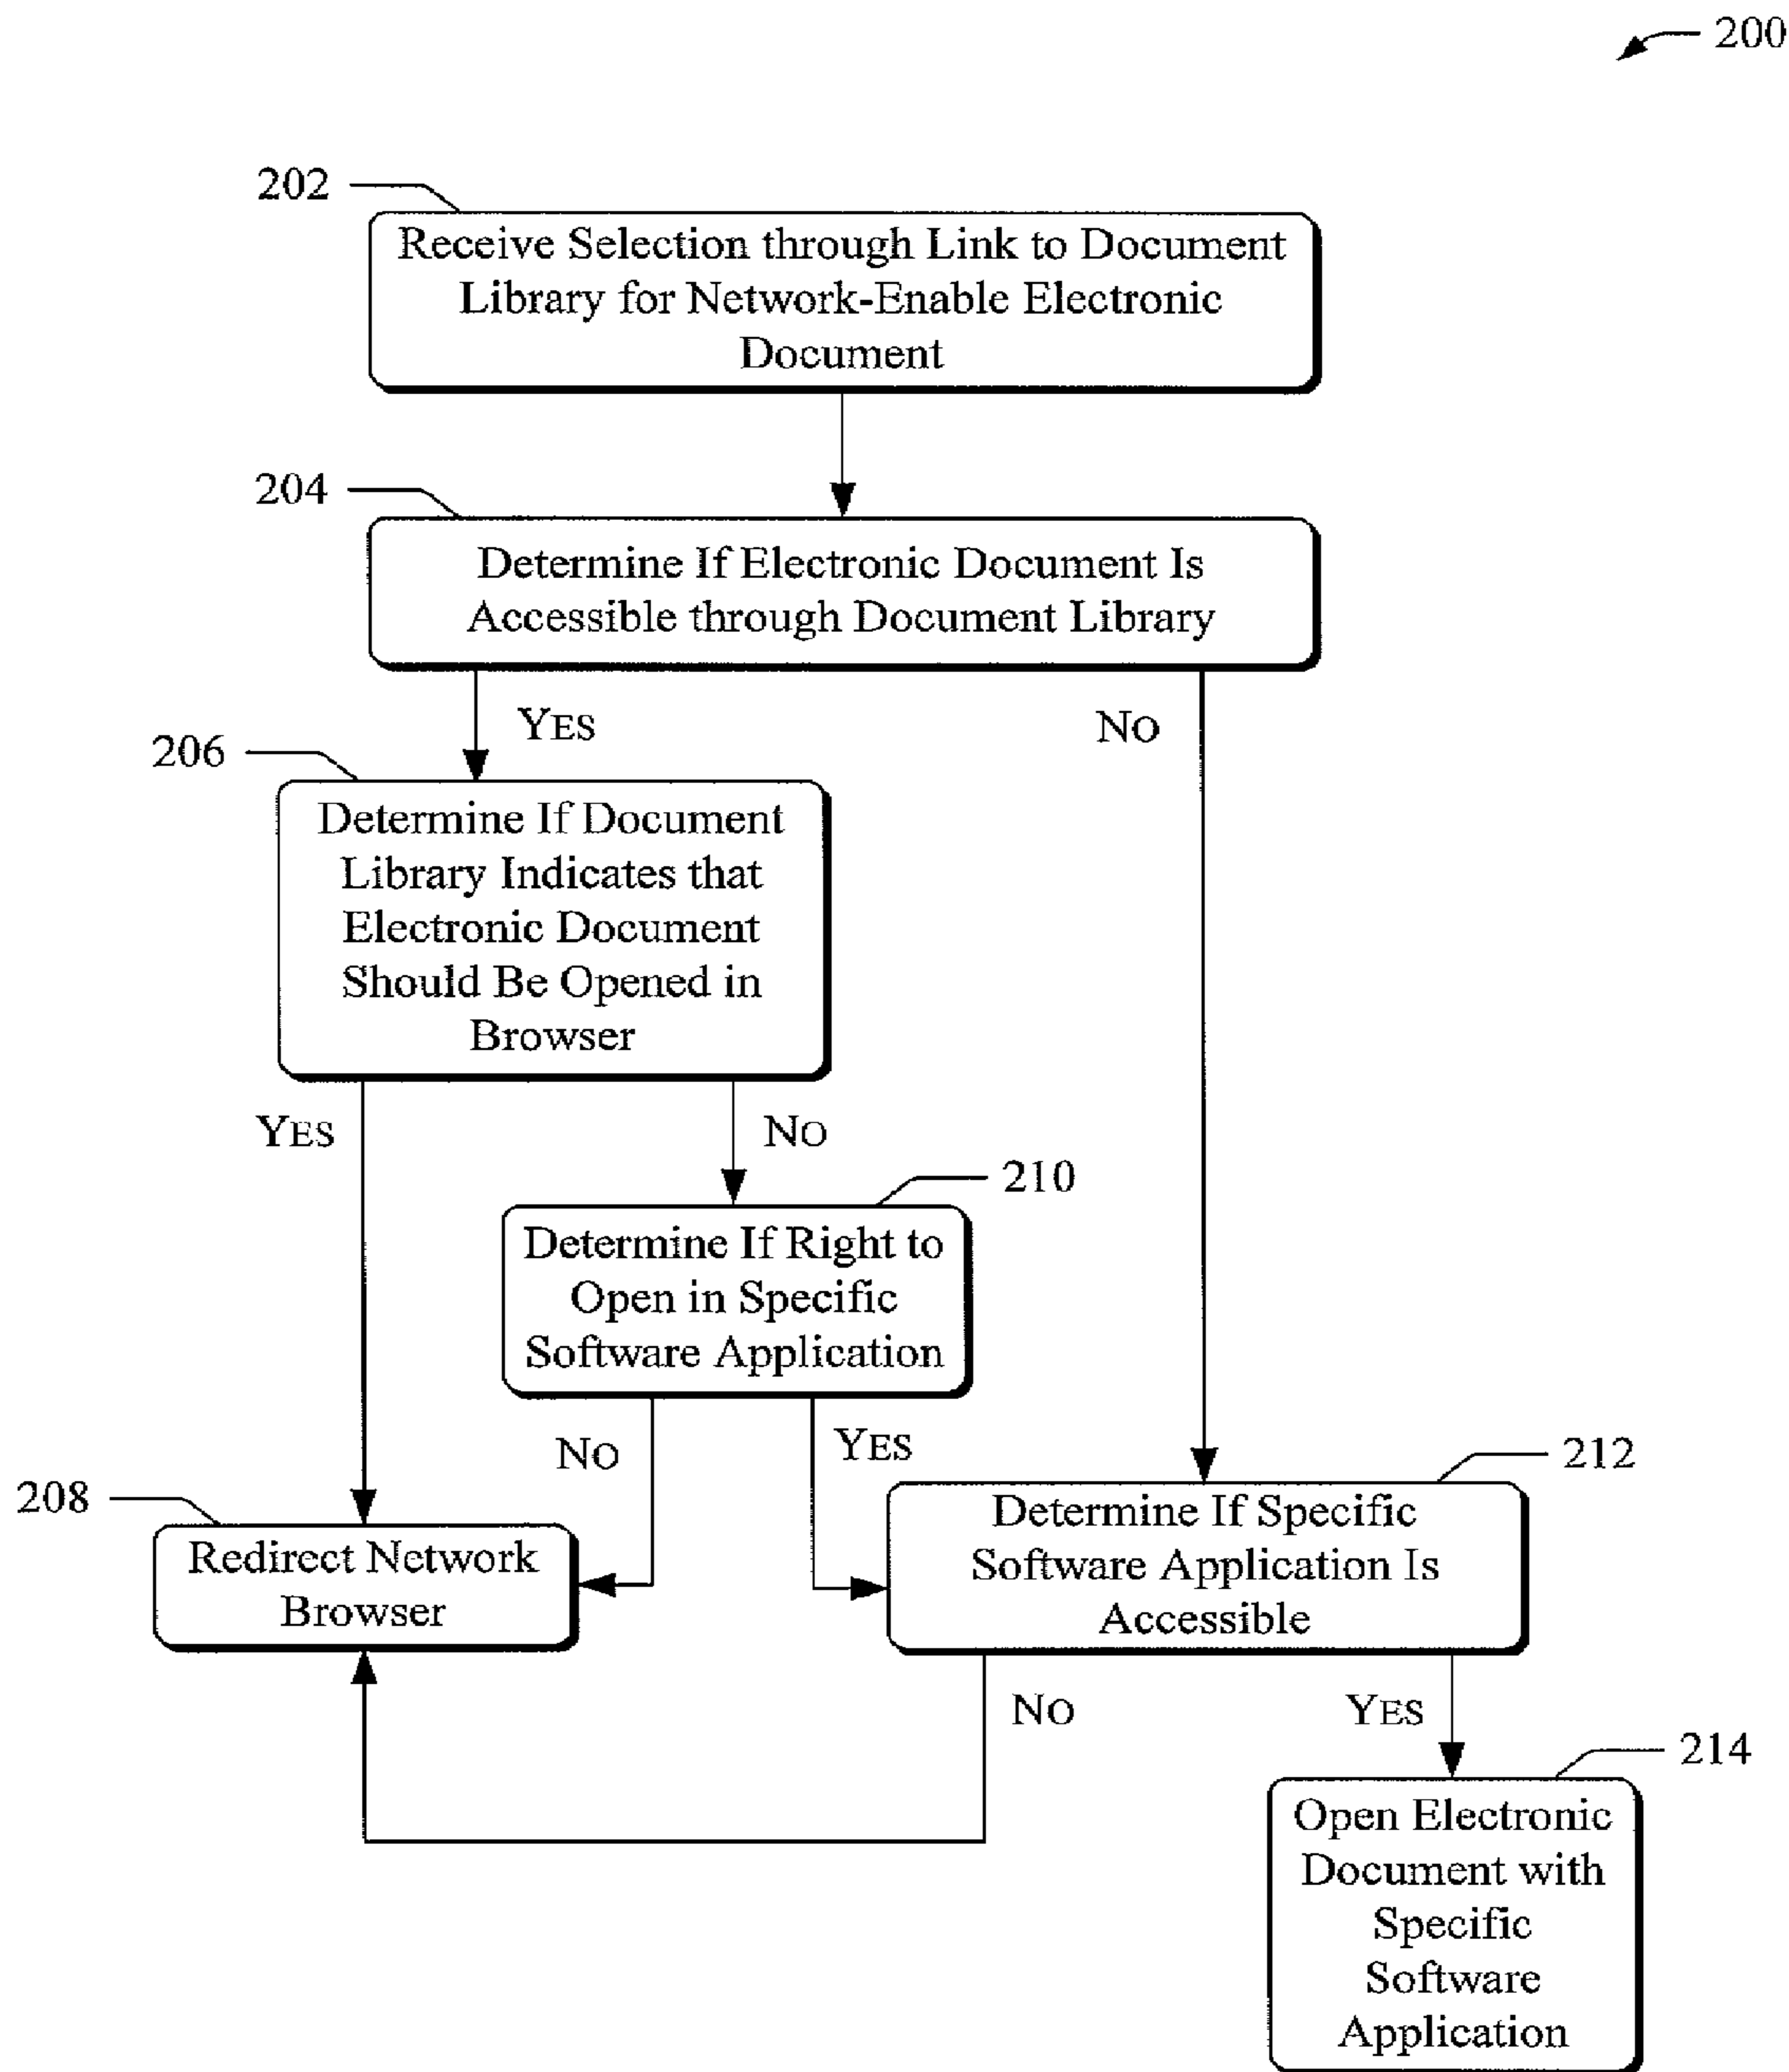 200
202
Receive Selection through Link to Document
Library for Network-Enable Electronic
Document
204
Determine If Electronic Document Is
Accessible through Document Library
YES
NO
206
Determine If Document
Library Indicates that
Electronic Document
Should Be Opened in
Browser
YES
NO
210
Determine If Right to
Open in Specific
Software Application
NO
YES
212
208
Determine If Specific
Software Application Is
Accessible
Redirect Network
Browser
NO
YES
214
Open Electronic
Document with
Specific
Software
Application